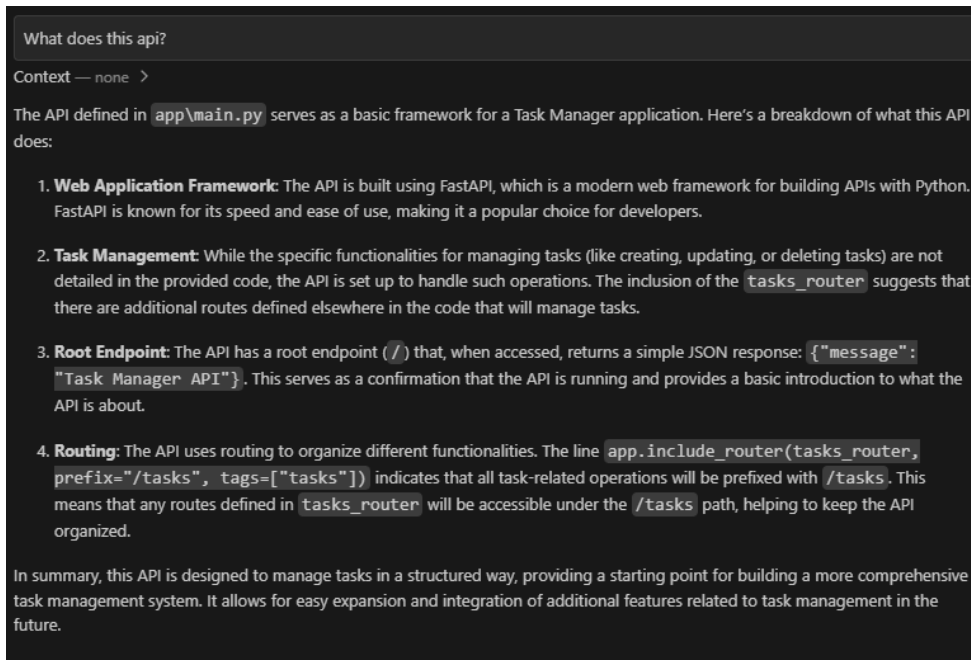 What does this api?
Context — none >
The API defined in app\main.py serves as a basic framework for a Task Manager application. Here's a breakdown of what this API
does:
1. Web Application Framework: The API is built using FastAPI, which is a modern web framework for building APIs with Python.
FastAPI is known for its speed and ease of use, making it a popular choice for developers.
2. Task Management: While the specific functionalities for managing tasks (like creating, updating, or deleting tasks) are not
detailed in the provided code, the API is set up to handle such operations. The inclusion of the tasks_router suggests that
there are additional routes defined elsewhere in the code that will manage tasks.
3. Root Endpoint: The API has a root endpoint (/) that, when accessed, returns a simple JSON response: {"message":
"Task Manager API"}. This serves as a confirmation that the API is running and provides a basic introduction to what the
API is about.
4. Routing: The API uses routing to organize different functionalities. The line app.include_router(tasks_router,
prefix="/tasks", tags=["tasks"]) indicates that all task-related operations will be prefixed with /tasks. This
means that any routes defined in tasks_router will be accessible under the /tasks path, helping to keep the API
organized.
In summary, this API is designed to manage tasks in a structured way, providing a starting point for building a more comprehensive
task management system. It allows for easy expansion and integration of additional features related to task management in the
future.